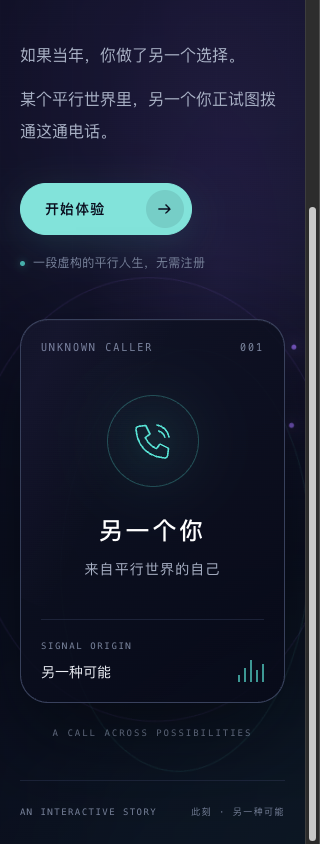 如果当年，你做了另一个选择。
某个平行世界里，另一个你正试图拨
通这通电话。
开始体验
一段虚构的平行人生，无需注册
UNKNOWN CALLER 001
另一个你
来自平行世界的自己
SIGNAL ORIGIN
另一种可能
A CALL ACROSS POSSIBILITIES
AN INTERACTIVE STORY 此刻 · 另一种可能